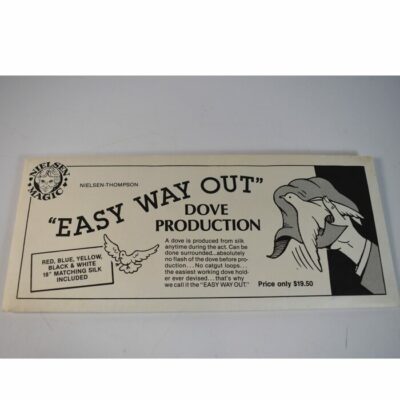 NIELSEN
MAGIC
NIELSEN-THOMPSON
"EASY WAY OUT"
DOVE
PRODUCTION
RED, BLUE, YELLOW,
BLACK & WHITE
18" MATCHING SILK
INCLUDED
A dove is produced from silk
anytime during the act. Can be
done surrounded...absolutely
no flash of the dove before pro-
duction... No catgut loops...
the easiest working dove hold-
er ever devised... that's why
we call it the "EASY WAY OUT."
Price only $19.50